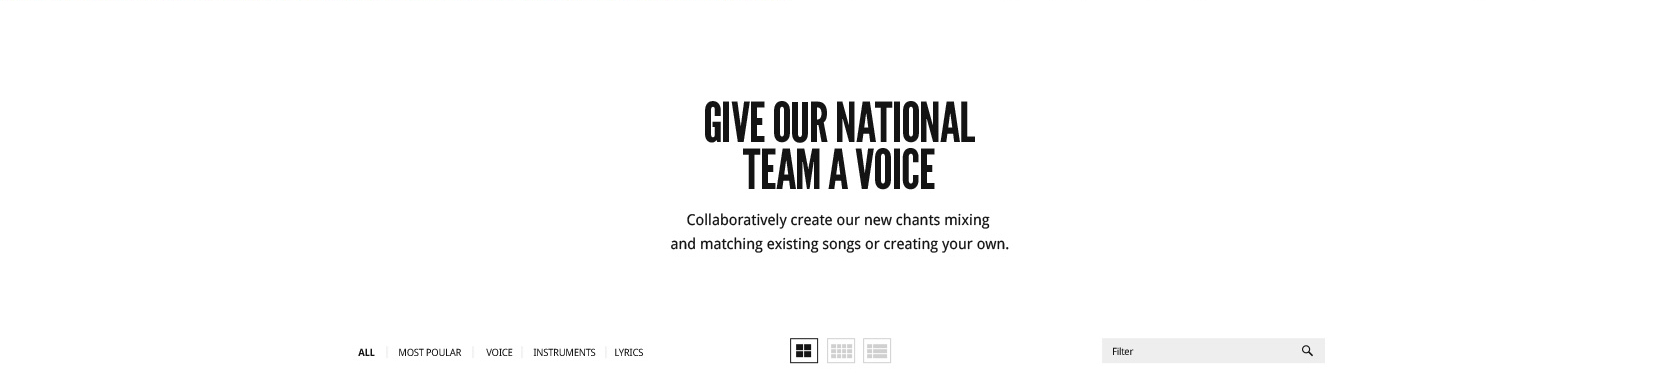 GIVE OUR NATIONAL
TEAM A VOICE
Collaboratively create our new chants mixing
and matching existing songs or creating your own.
ALL MOST POULAR VOICE INSTRUMENTS LYRICS Filter